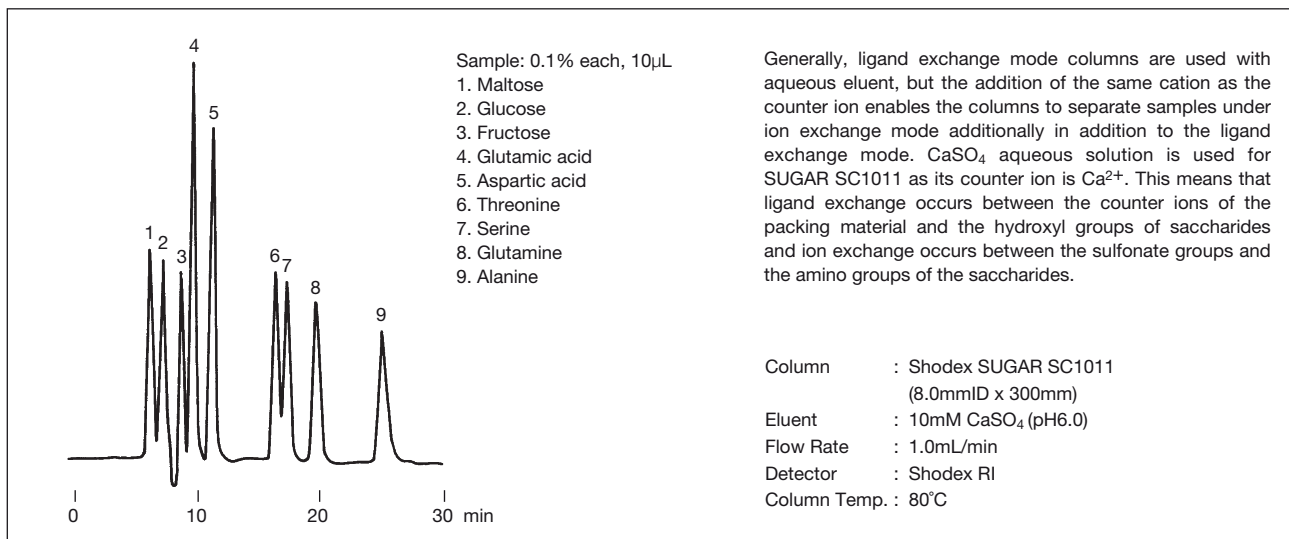 4
5
1
2
3
6
7
8
9
0
10
20
30 min
Sample: 0.1% each, 10μL
1. Maltose
2. Glucose
3. Fructose
4. Glutamic acid
5. Aspartic acid
6. Threonine
7. Serine
8. Glutamine
9. Alanine
Generally, ligand exchange mode columns are used with
aqueous eluent, but the addition of the same cation as the
counter ion enables the columns to separate samples under
ion exchange mode additionally in addition to the ligand
exchange mode. CaSO₄ aqueous solution is used for
SUGAR SC1011 as its counter ion is Ca²⁺. This means that
ligand exchange occurs between the counter ions of the
packing material and the hydroxyl groups of saccharides
and ion exchange occurs between the sulfonate groups and
the amino groups of the saccharides.
Column : Shodex SUGAR SC1011
(8.0mmID x 300mm)
Eluent : 10mM CaSO₄ (pH6.0)
Flow Rate : 1.0mL/min
Detector : Shodex RI
Column Temp. : 80°C